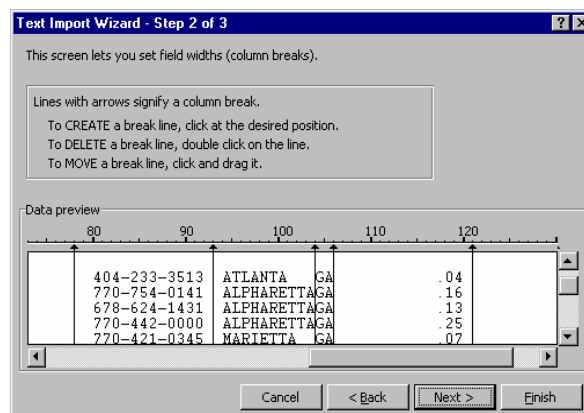 Text Import Wizard - Step 2 of 3
This screen lets you set field widths (column breaks).
Lines with arrows signify a column break.
To CREATE a break line, click at the desired position.
To DELETE a break line, double click on the line.
To MOVE a break line, click and drag it.
Data preview
80 90 100 110 120
404-233-3513 ATLANTA GA .04
770-754-0141 ALPHARETTAGA .16
678-624-1431 ALPHARETTAGA .13
770-442-0000 ALPHARETTAGA .25
770-421-0345 MARIETTA GA .07
Cancel < Back Next > Finish